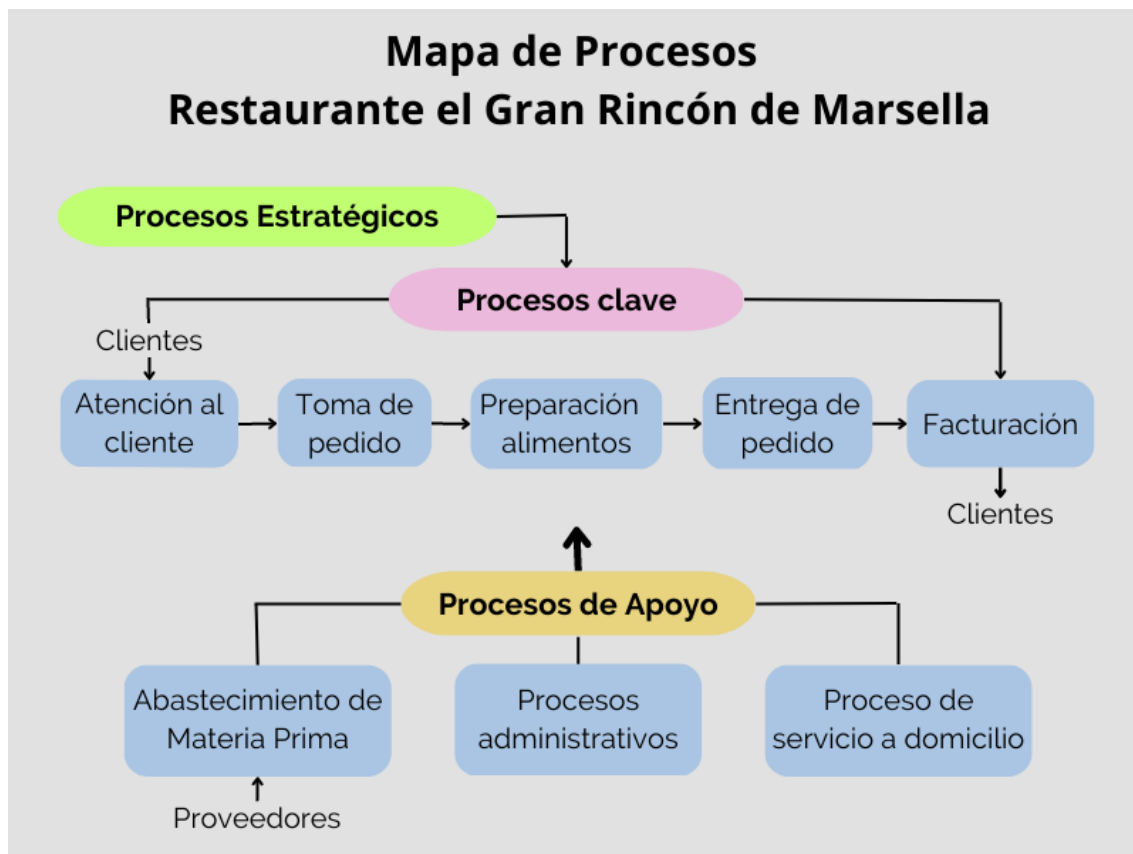 Mapa de Procesos
Restaurante el Gran Rincón de Marsella
Procesos Estratégicos
Procesos clave
Clientes
Atención al
cliente
Toma de
pedido
Preparación
alimentos
Entrega de
pedido
Facturación
Clientes
Procesos de Apoyo
Abastecimiento de
Materia Prima
Procesos
administrativos
Proceso de
servicio a domicilio
Proveedores